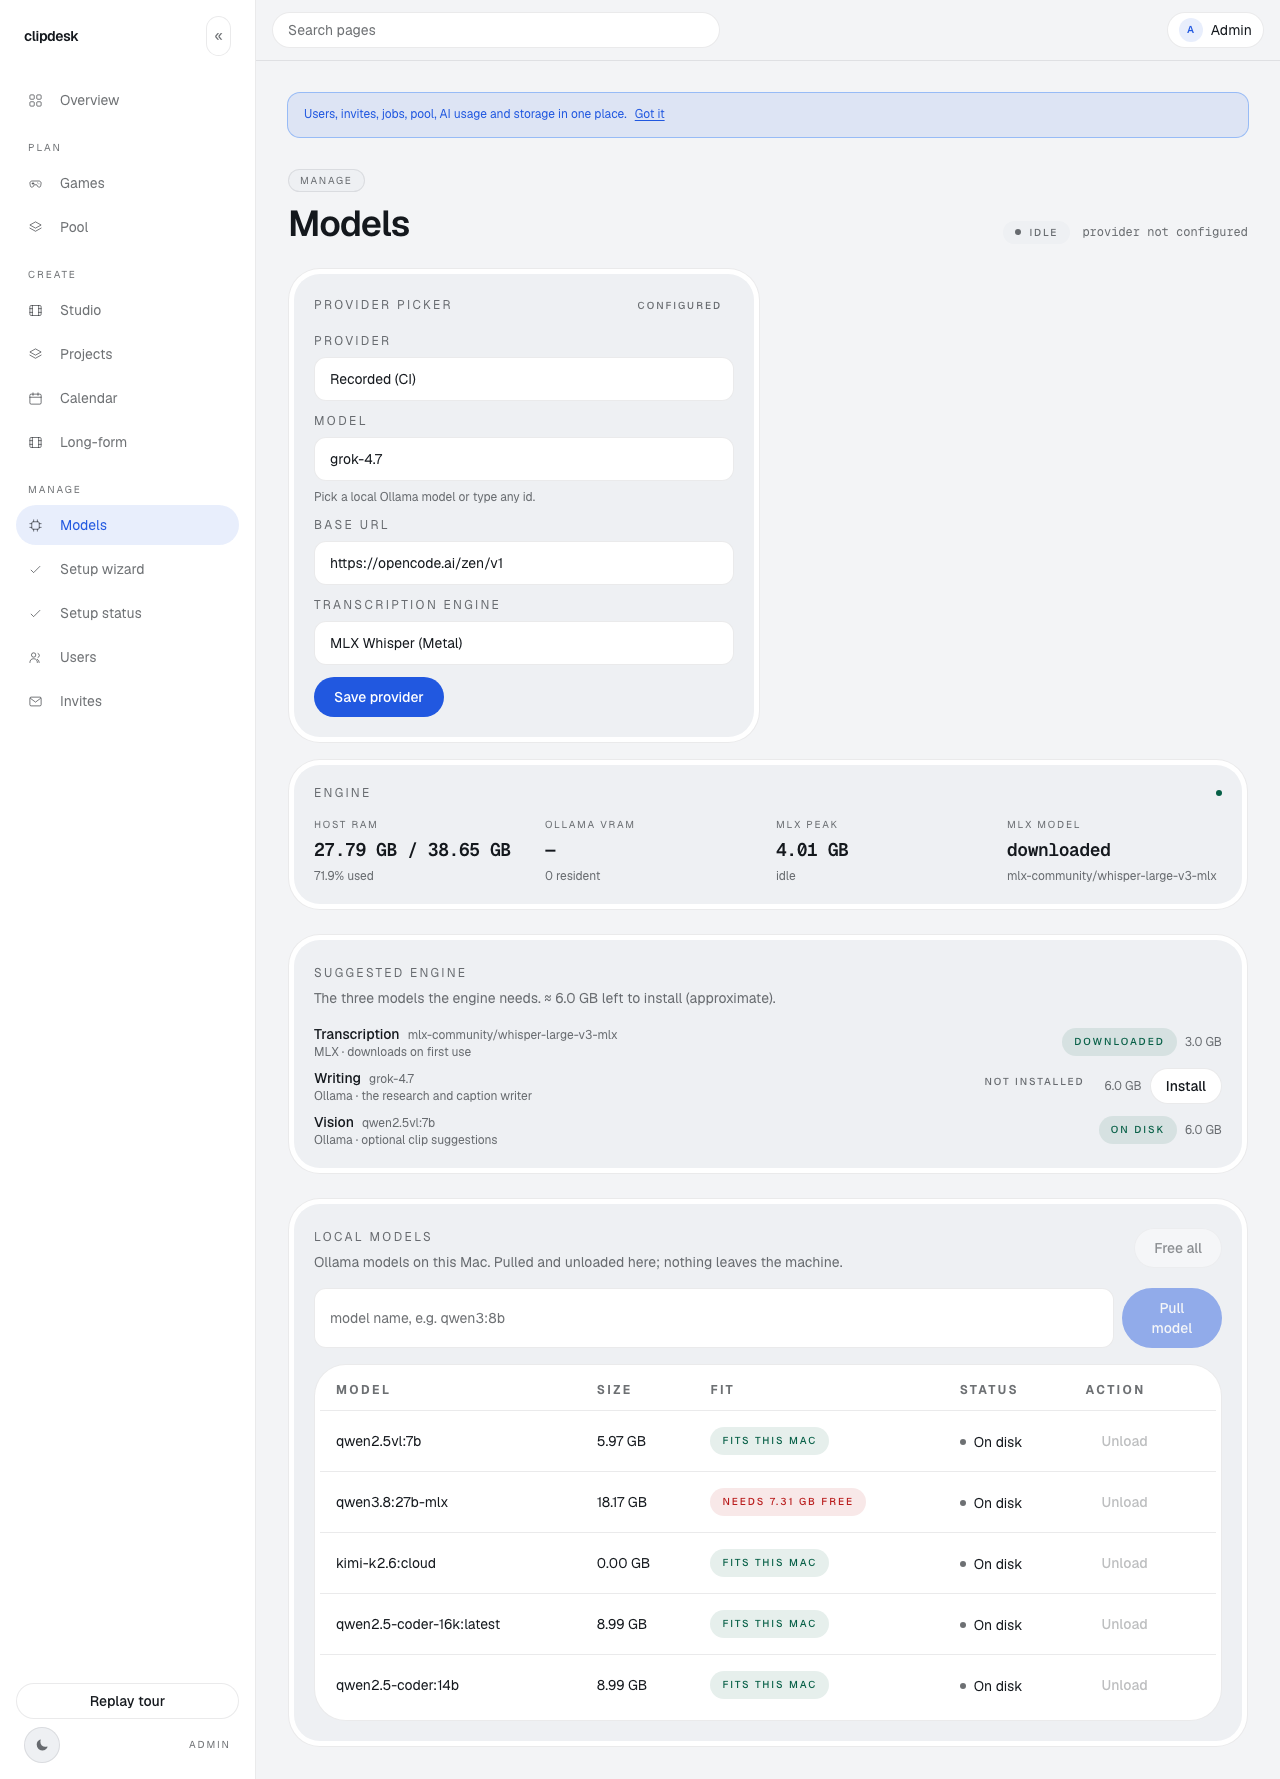 clipdesk
«
Search pages
A
Admin
Overview
PLAN
Games
Pool
CREATE
Studio
Projects
Calendar
Long-form
MANAGE
Models
Setup wizard
Setup status
Users
Invites
Replay tour
ADMIN
Users, invites, jobs, pool, AI usage and storage in one place. Got it
MANAGE
Models
IDLE
provider not configured
PROVIDER PICKER
CONFIGURED
PROVIDER
Recorded (CI)
MODEL
grok-4.7
Pick a local Ollama model or type any id.
BASE URL
https://opencode.ai/zen/v1
TRANSCRIPTION ENGINE
MLX Whisper (Metal)
Save provider
ENGINE
HOST RAM
27.79 GB / 38.65 GB
71.9% used
OLLAMA VRAM
—
0 resident
MLX PEAK
4.01 GB
idle
MLX MODEL
downloaded
mlx-community/whisper-large-v3-mlx
SUGGESTED ENGINE
The three models the engine needs. ≈ 6.0 GB left to install (approximate).
Transcription mlx-community/whisper-large-v3-mlx
MLX · downloads on first use
DOWNLOADED 3.0 GB
Writing grok-4.7
Ollama · the research and caption writer
NOT INSTALLED 6.0 GB Install
Vision qwen2.5vl:7b
Ollama · optional clip suggestions
ON DISK 6.0 GB
LOCAL MODELS
Ollama models on this Mac. Pulled and unloaded here; nothing leaves the machine.
Free all
model name, e.g. qwen3:8b
Pull
model
MODEL SIZE FIT STATUS ACTION
qwen2.5vl:7b 5.97 GB FITS THIS MAC On disk Unload
qwen3.8:27b-mlx 18.17 GB NEEDS 7.31 GB FREE On disk Unload
kimi-k2.6:cloud 0.00 GB FITS THIS MAC On disk Unload
qwen2.5-coder-16k:latest 8.99 GB FITS THIS MAC On disk Unload
qwen2.5-coder:14b 8.99 GB FITS THIS MAC On disk Unload